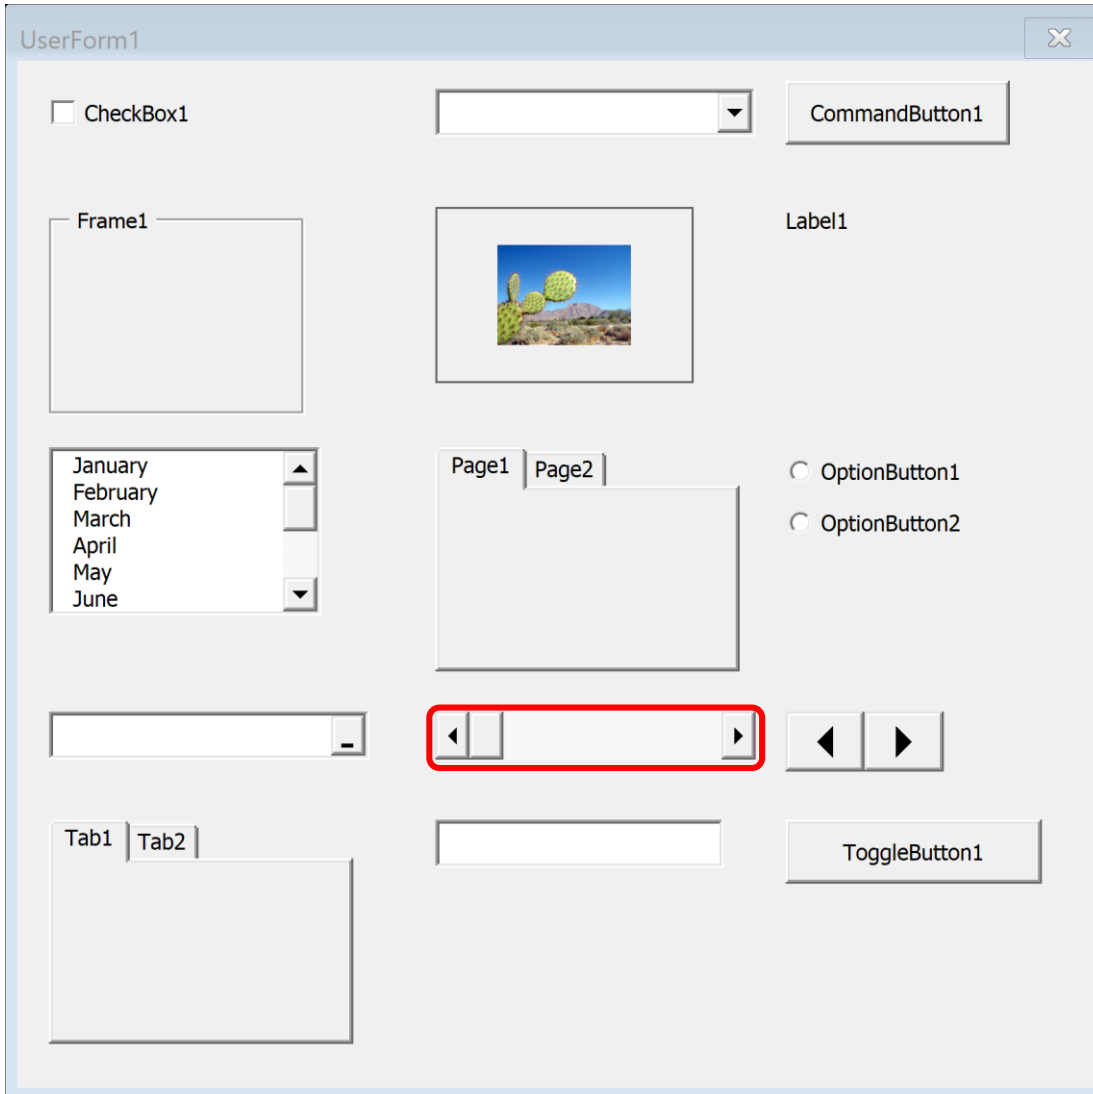 UserForm1
CheckBox1
CommandButton1
Frame1
Label1
January
February
March
April
May
June
Page1 Page2
OptionButton1
OptionButton2
Tab1 Tab2
ToggleButton1